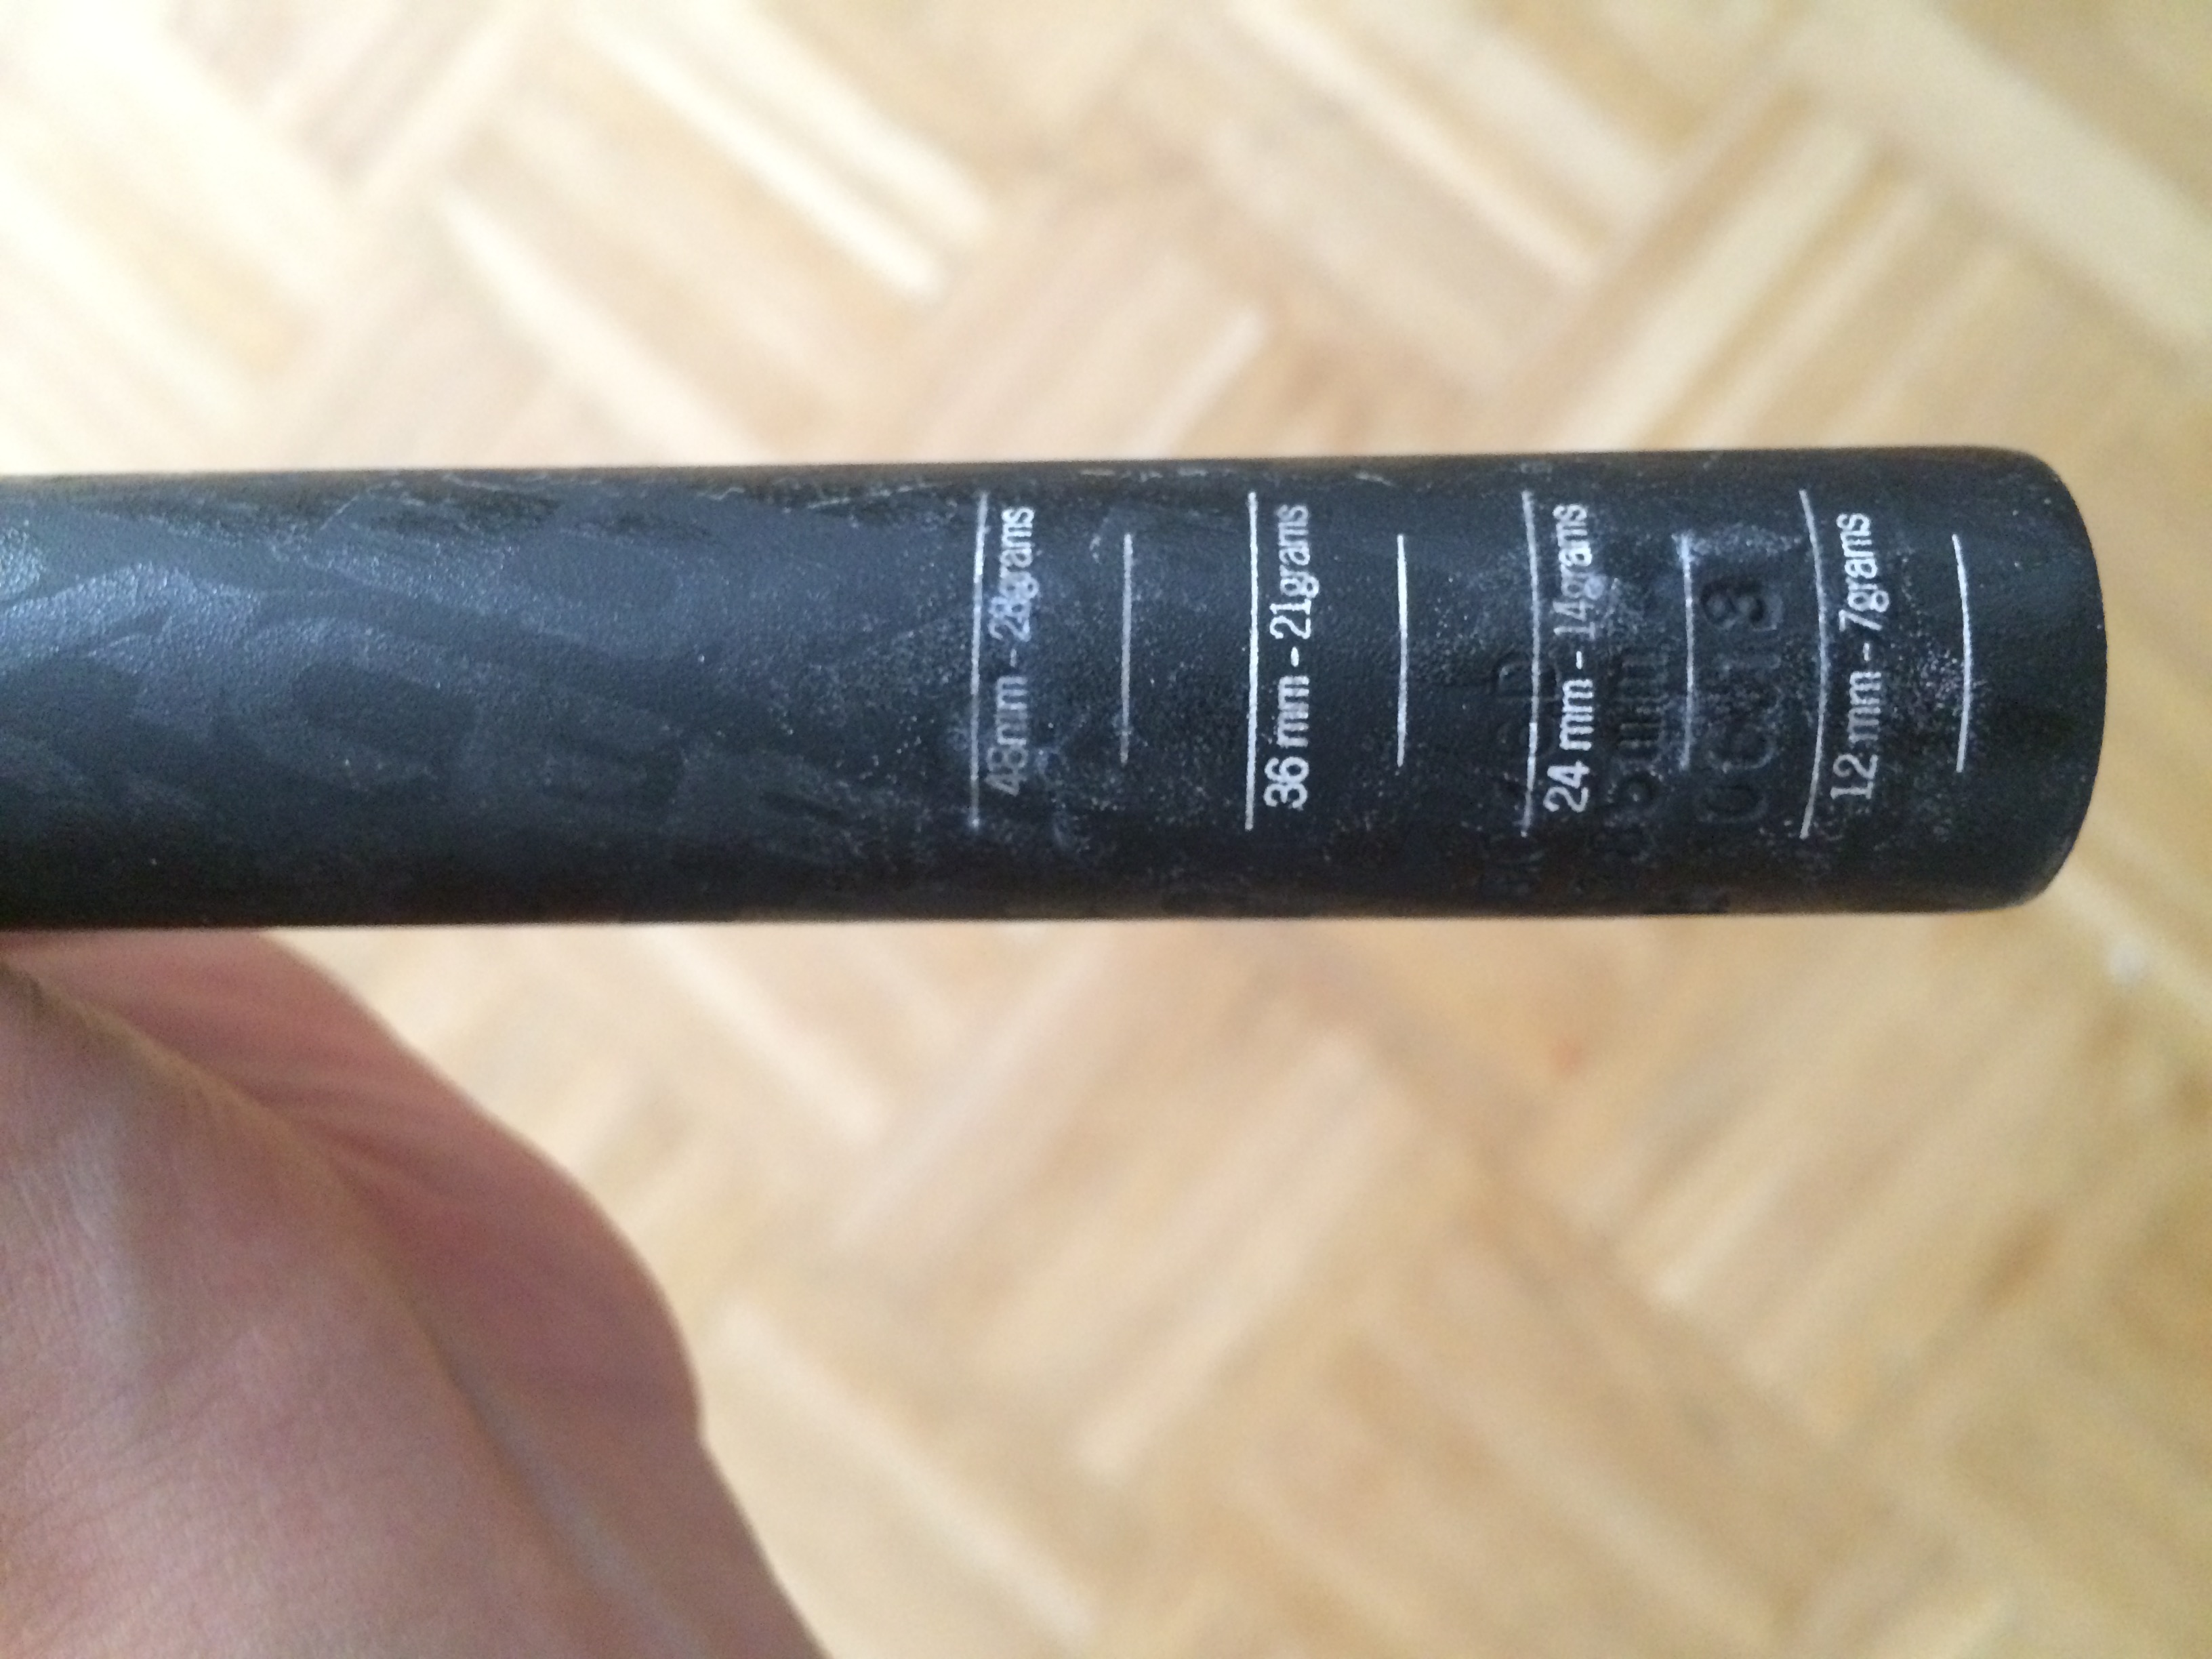 48mm - 28grams
36 mm - 21grams
24 mm - 14grams
12 mm - 7grams